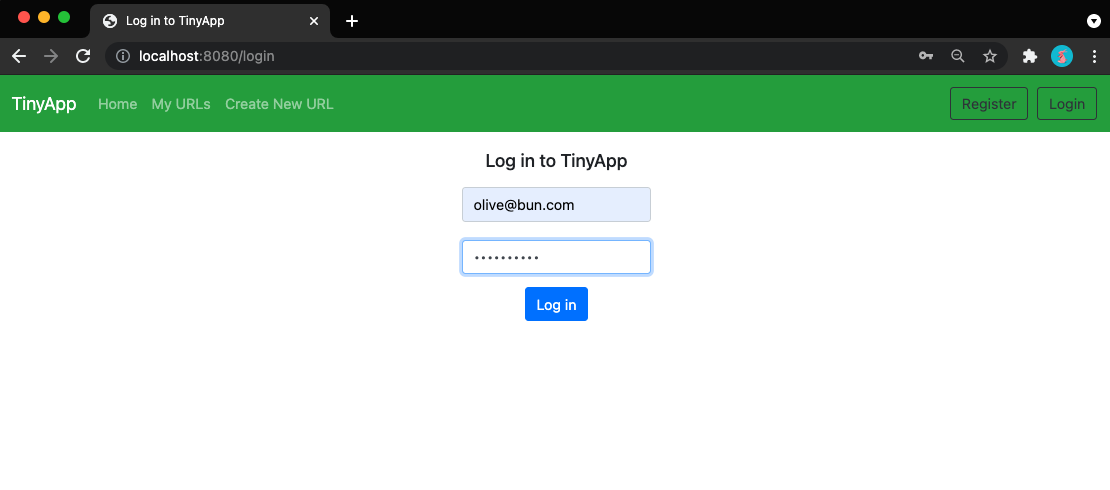 Log in to TinyApp
localhost:8080/login
TinyApp Home My URLs Create New URL Register Login
Log in to TinyApp
olive@bun.com
••••••••••
Log in